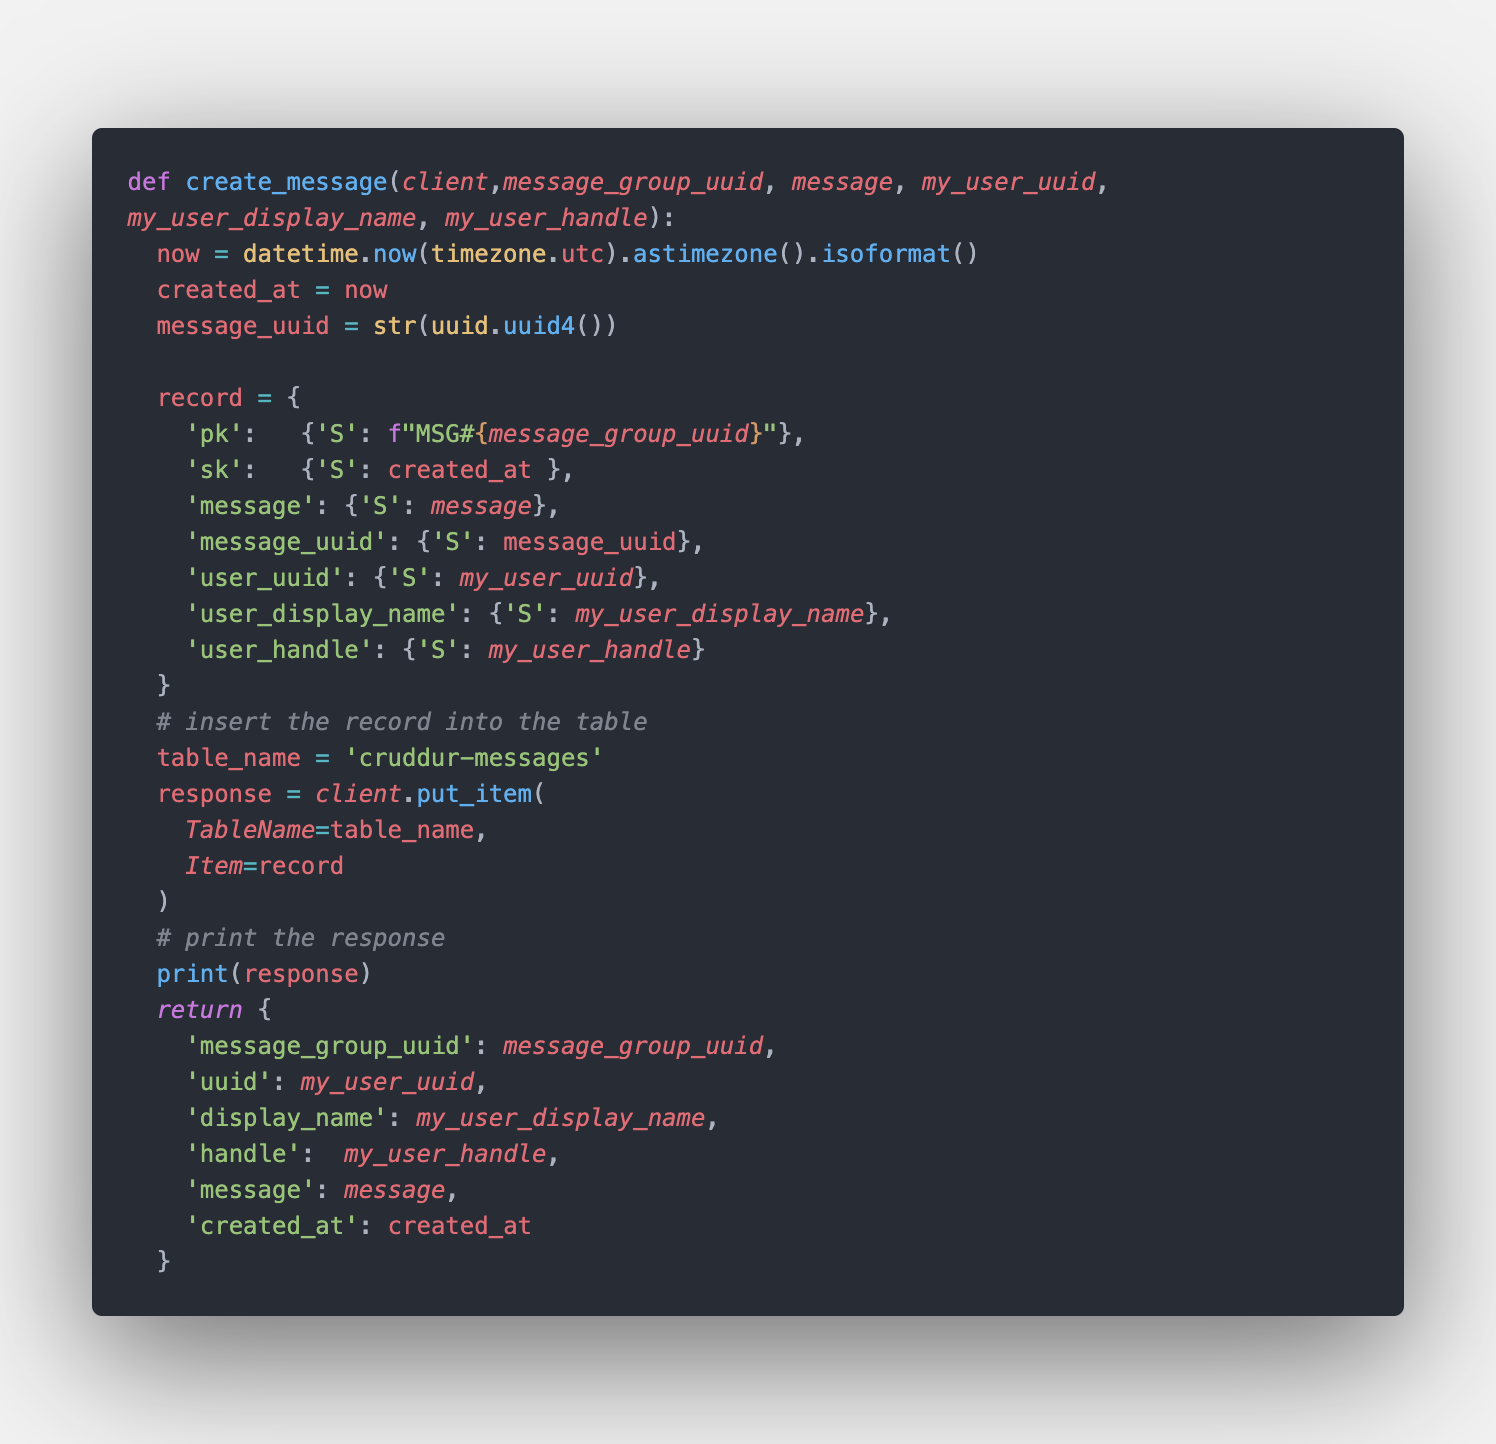 def create_message(client,message_group_uuid, message, my_user_uuid,
my_user_display_name, my_user_handle):
  now = datetime.now(timezone.utc).astimezone().isoformat()
  created_at = now
  message_uuid = str(uuid.uuid4())

  record = {
    'pk':   {'S': f"MSG#{message_group_uuid}"},
    'sk':   {'S': created_at },
    'message': {'S': message},
    'message_uuid': {'S': message_uuid},
    'user_uuid': {'S': my_user_uuid},
    'user_display_name': {'S': my_user_display_name},
    'user_handle': {'S': my_user_handle}
  }
  # insert the record into the table
  table_name = 'cruddur-messages'
  response = client.put_item(
    TableName=table_name,
    Item=record
  )
  # print the response
  print(response)
  return {
    'message_group_uuid': message_group_uuid,
    'uuid': my_user_uuid,
    'display_name': my_user_display_name,
    'handle':  my_user_handle,
    'message': message,
    'created_at': created_at
  }